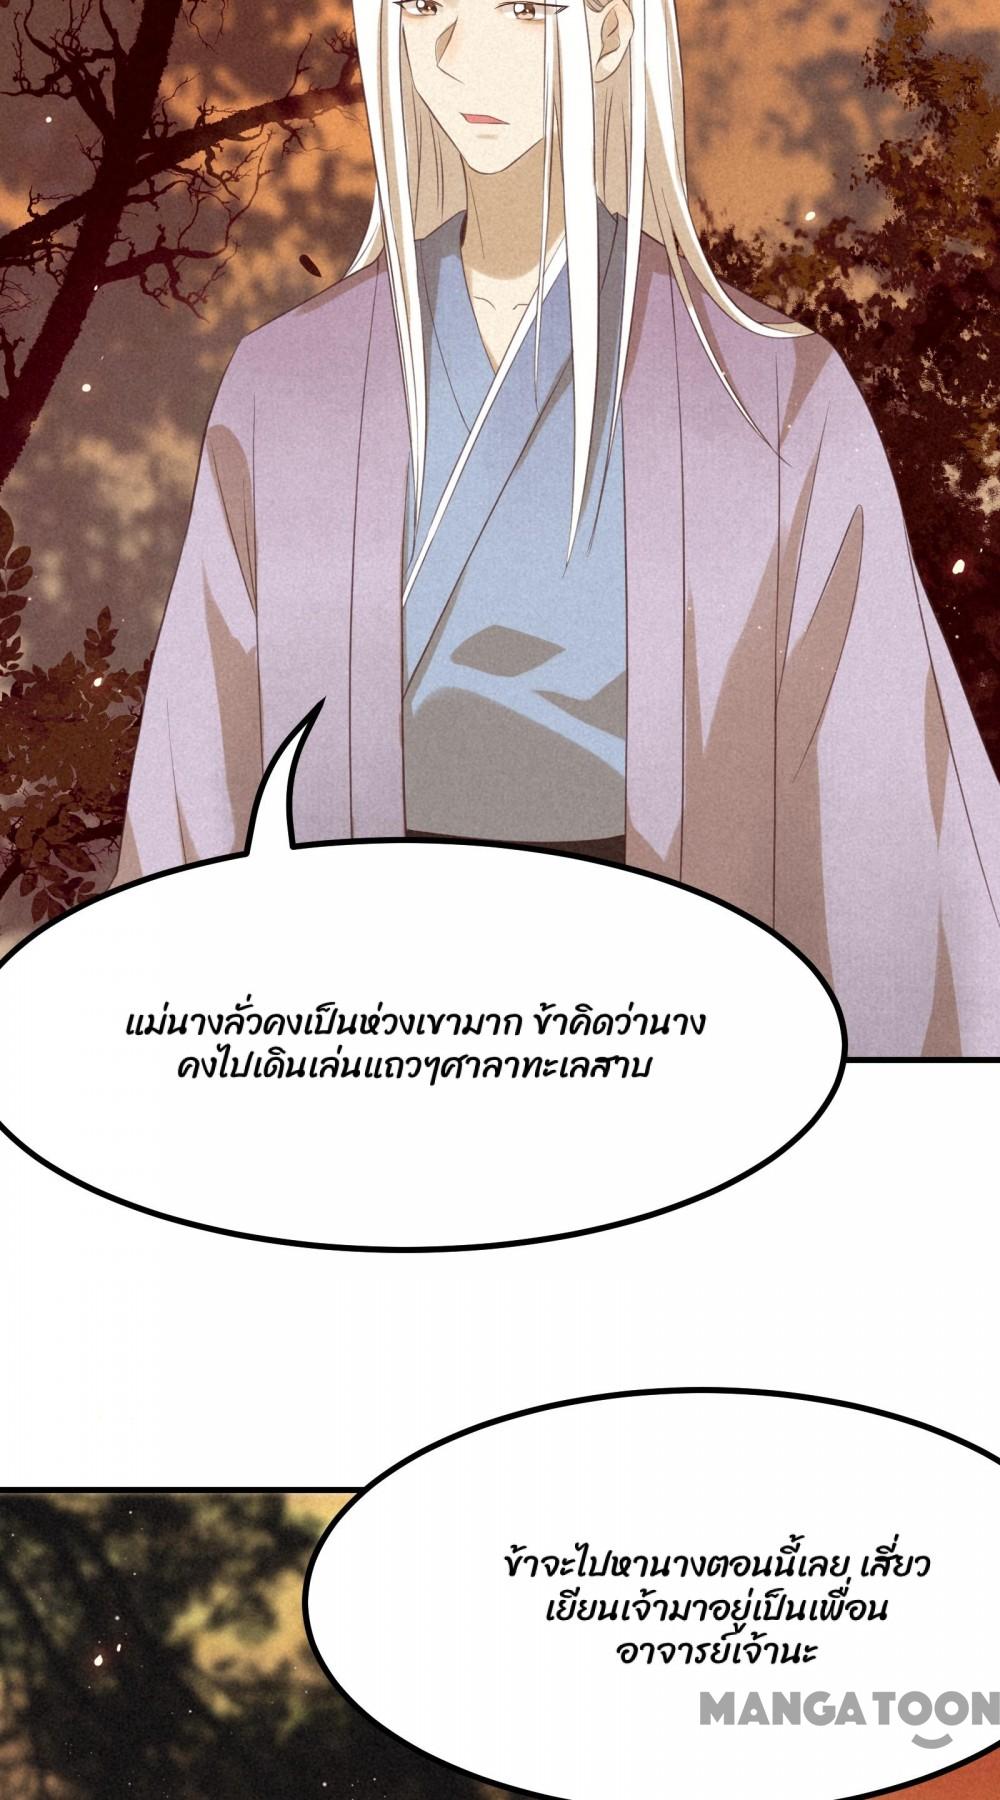 แม่นางลั่วคงเป็นห่วงเขามาก ข้าคิดว่านาง
คงไปเดินเล่นแถวๆศาลาทะเลสาบ
ข้าจะไปหานางตอนนี้เลย เสี่ยว
เยียนเจ้ามาอยู่เป็นเพื่อน
อาจารย์เจ้านะ
MANGATOON